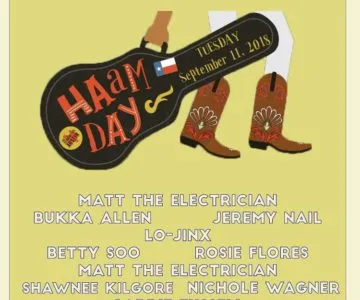 HAaM
DAY
TUESDAY
September 11, 2018
MATT THE ELECTRICIAN
BUKKA ALLEN JEREMY NAIL
LO-JINX
BETTY SOO ROSIE FLORES
MATT THE ELECTRICIAN
SHAWNEE KILGORE NICHOLE WAGNER